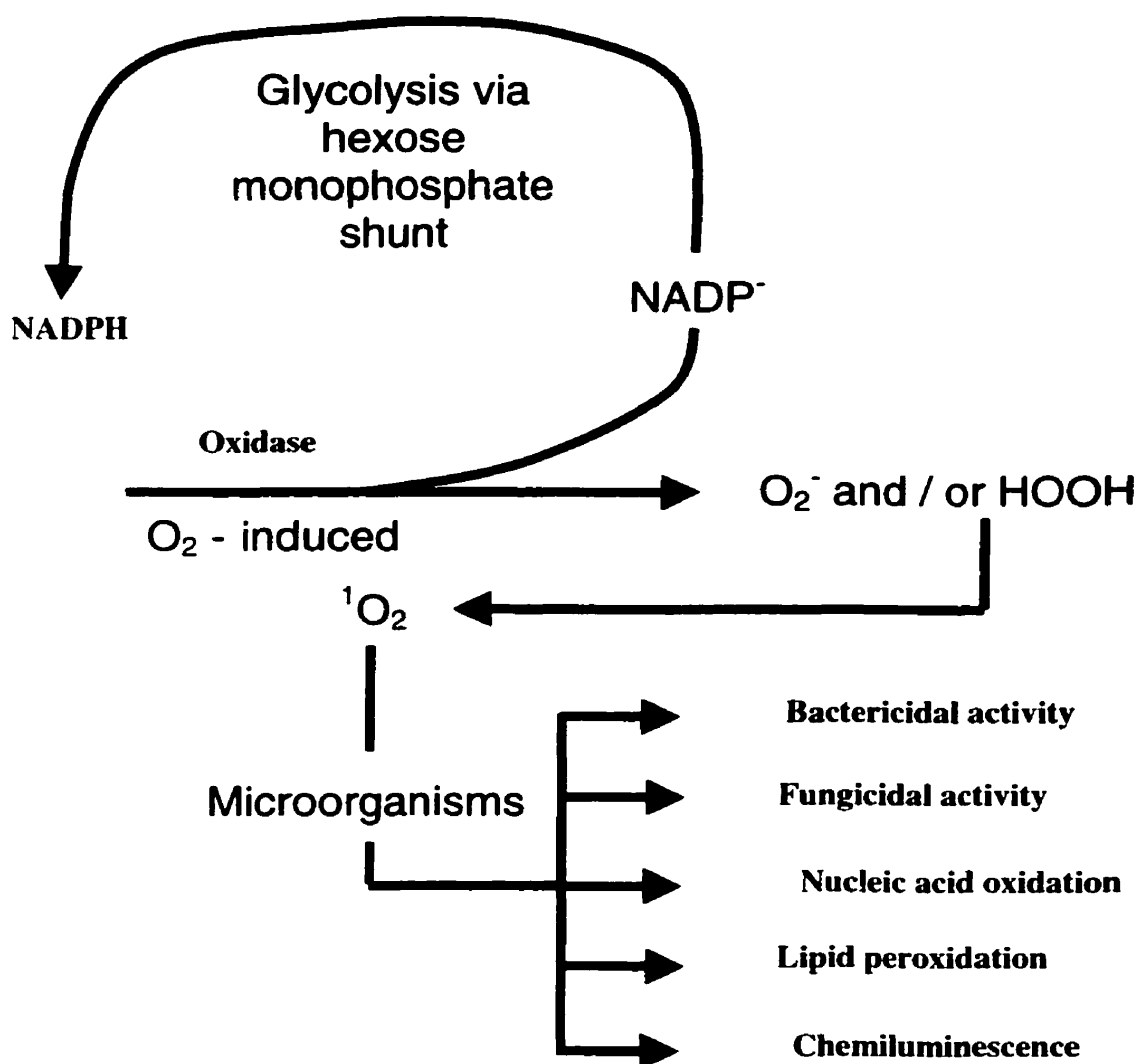 Glycolysis via
hexose
monophosphate
shunt
NADPH
NADP⁻
Oxidase
O₂ - induced
O₂⁻ and / or HOOH
¹O₂
Microorganisms
Bactericidal activity
Fungicidal activity
Nucleic acid oxidation
Lipid peroxidation
Chemiluminescence